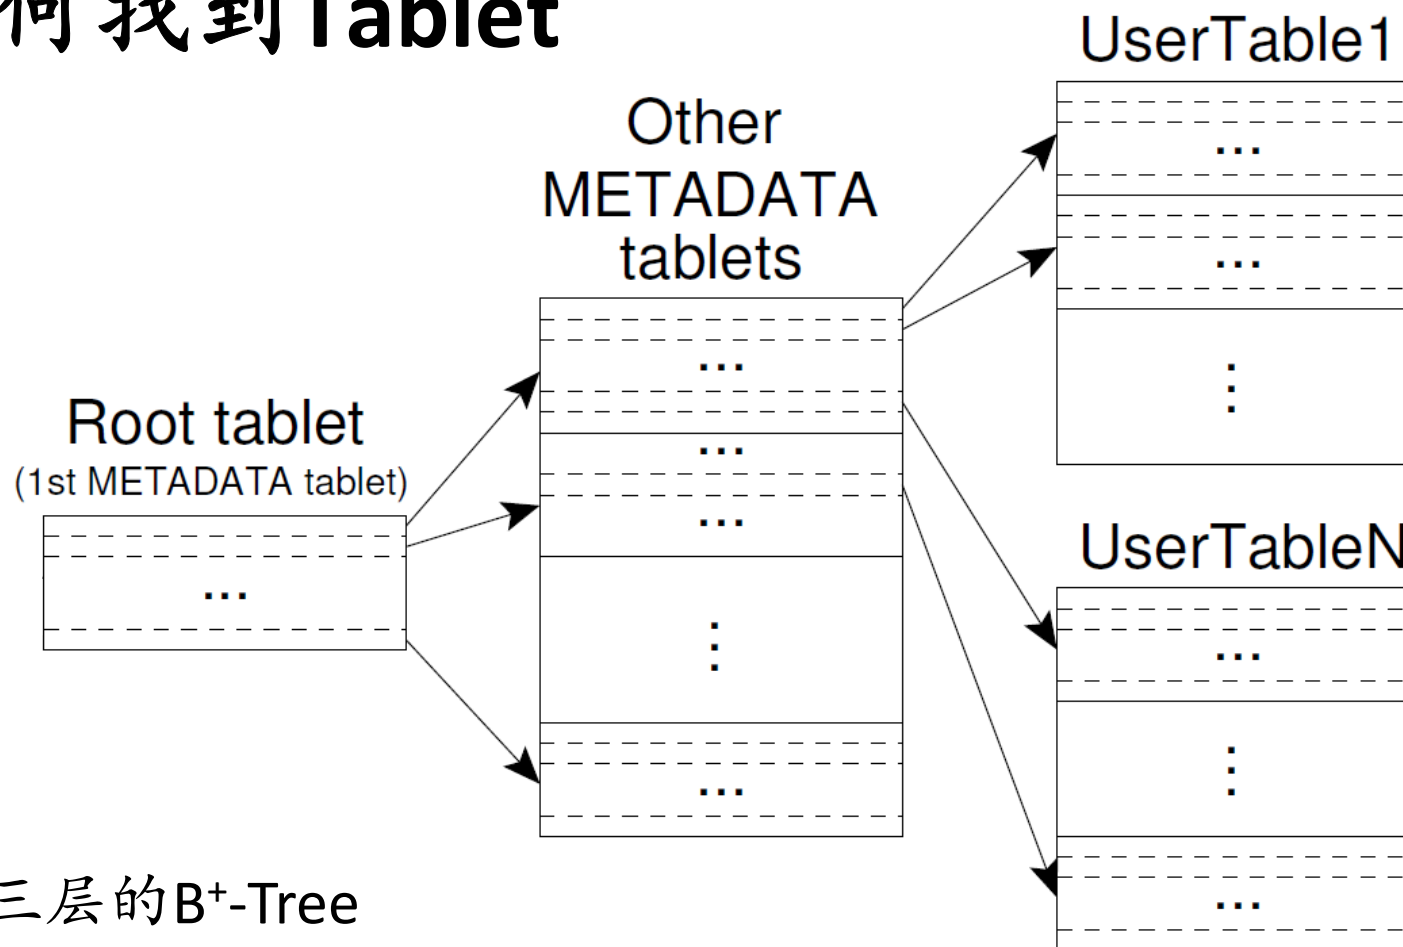 何找到Tablet
UserTable1
Other
METADATA
tablets
...
...
⋮
Root tablet
(1st METADATA tablet)
...
...
...
...
⋮
...
UserTableN
...
⋮
...
三层的B⁺-Tree